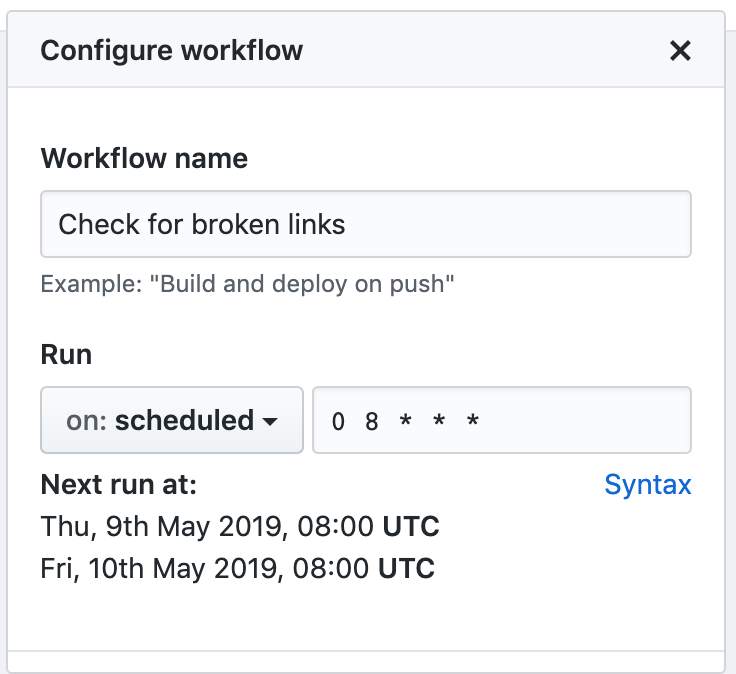 Configure workflow
Workflow name
Check for broken links
Example: "Build and deploy on push"
Run
on: scheduled 0 8 * * *
Next run at: Syntax
Thu, 9th May 2019, 08:00 UTC
Fri, 10th May 2019, 08:00 UTC